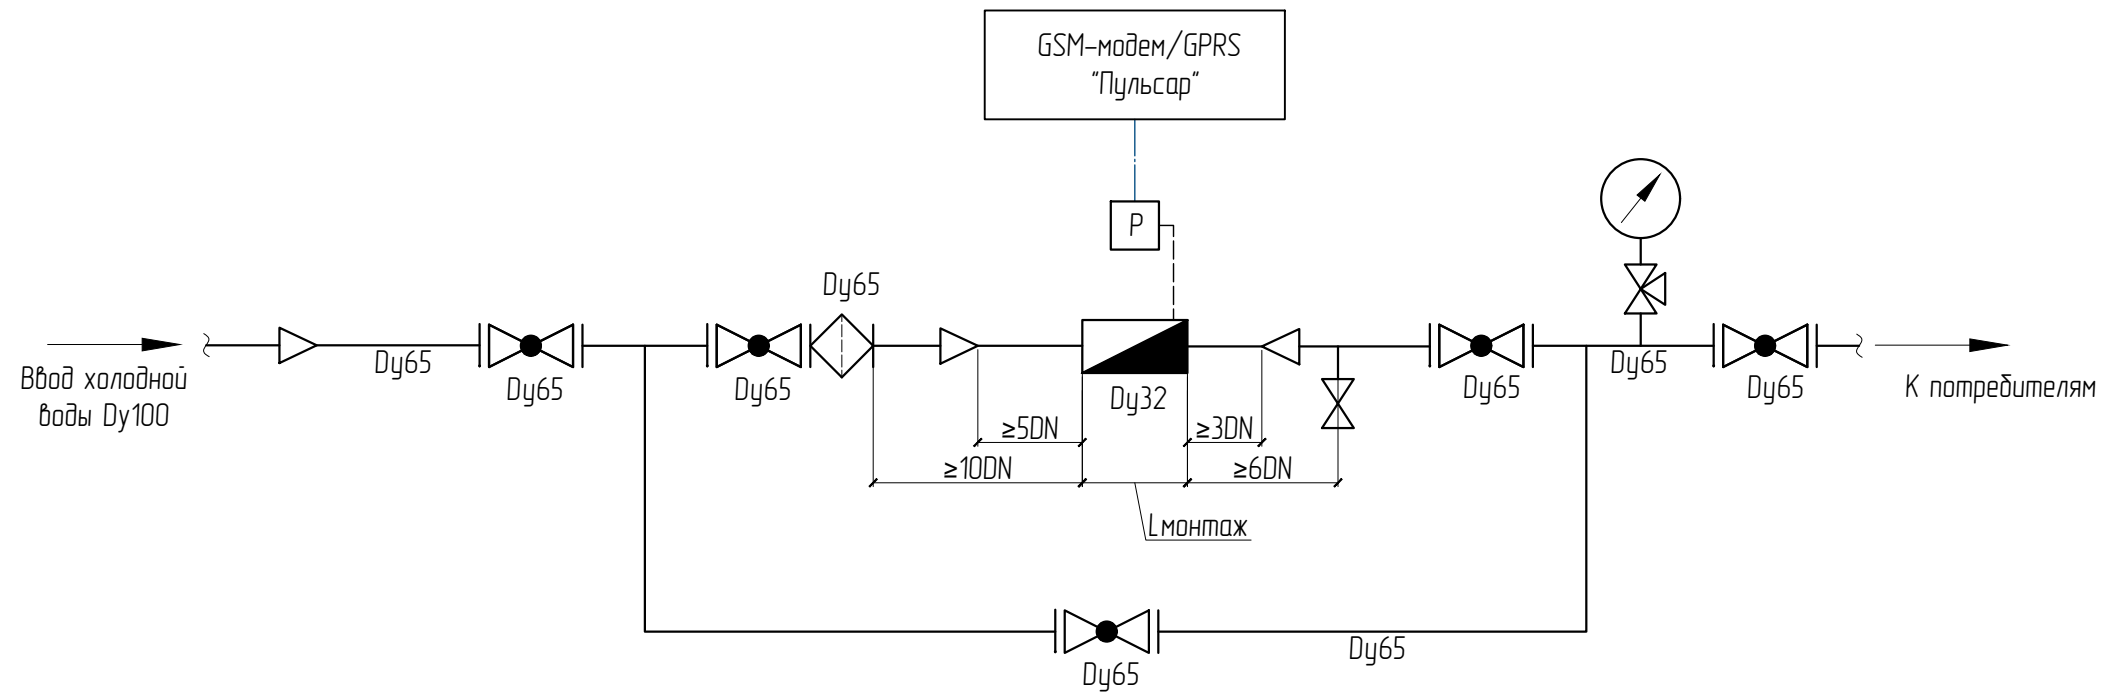 GSM-модем/GPRS
"Пульсар"
P
Dy65
Ввод холодной
воды Dy100
Dy65
Dy65
Dy65
Dy32
Dy65
Dy65
Dy65
К потребителям
≥5DN
≥3DN
≥10DN
≥6DN
Lмонтаж
Dy65
Dy65